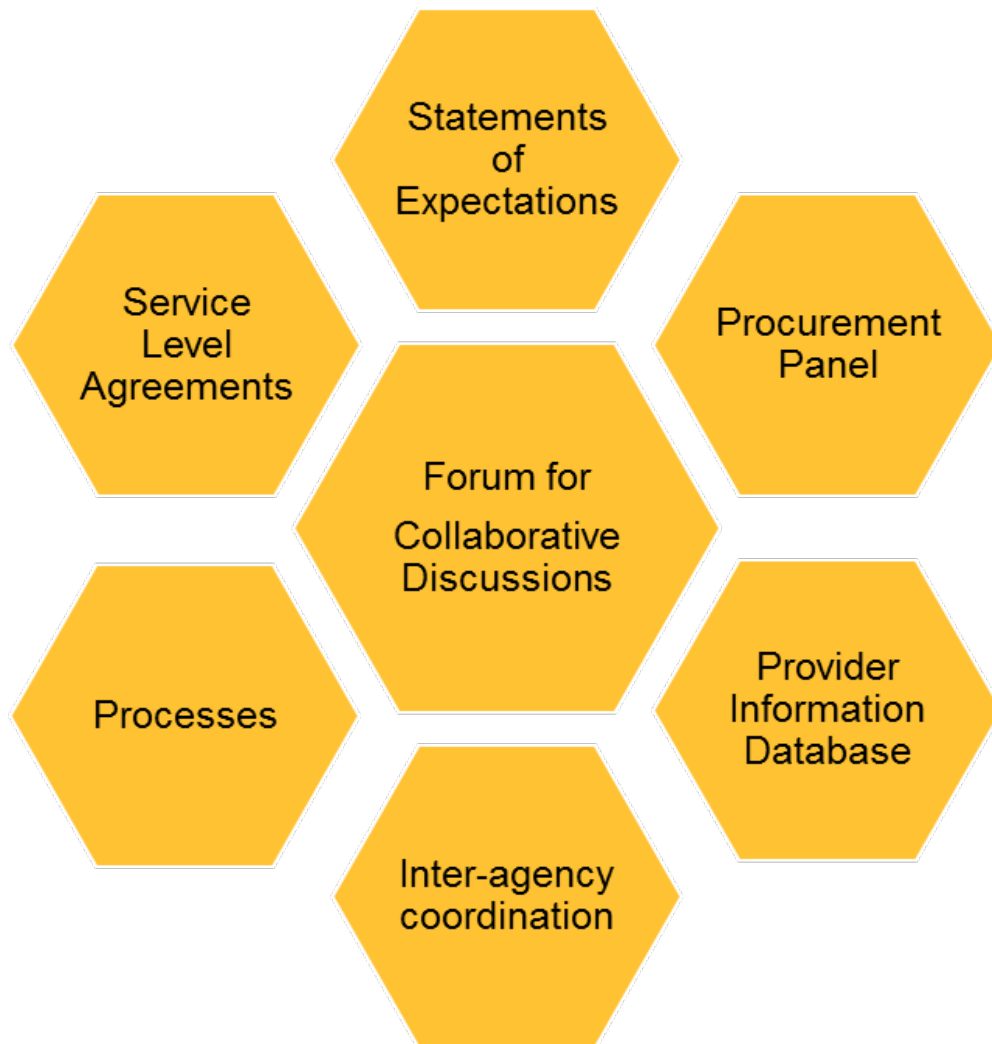 Statements
of
Expectations
Service
Level
Agreements
Procurement
Panel
Forum for
Collaborative
Discussions
Processes
Provider
Information
Database
Inter-agency
coordination